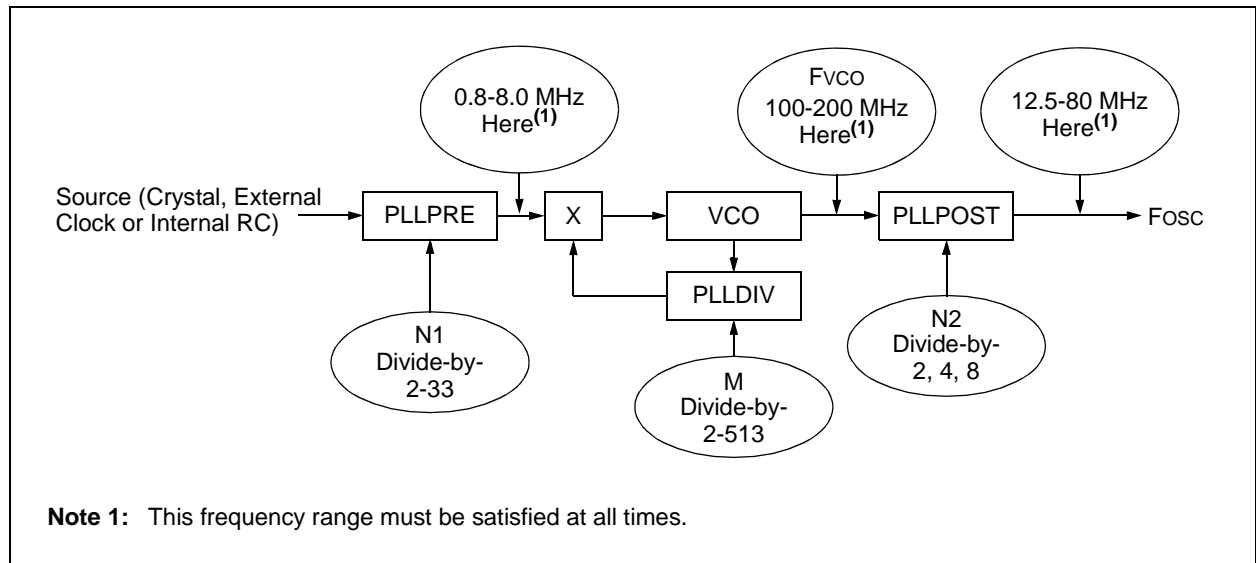 0.8-8.0 MHz
Here(1)
FVCO
100-200 MHz
Here(1)
12.5-80 MHz
Here(1)
Source (Crystal, External
Clock or Internal RC)
PLLPRE
X
VCO
PLLPOST
FOSC
PLLDIV
N1
Divide-by-
2-33
M
Divide-by-
2-513
N2
Divide-by-
2, 4, 8
Note 1: This frequency range must be satisfied at all times.